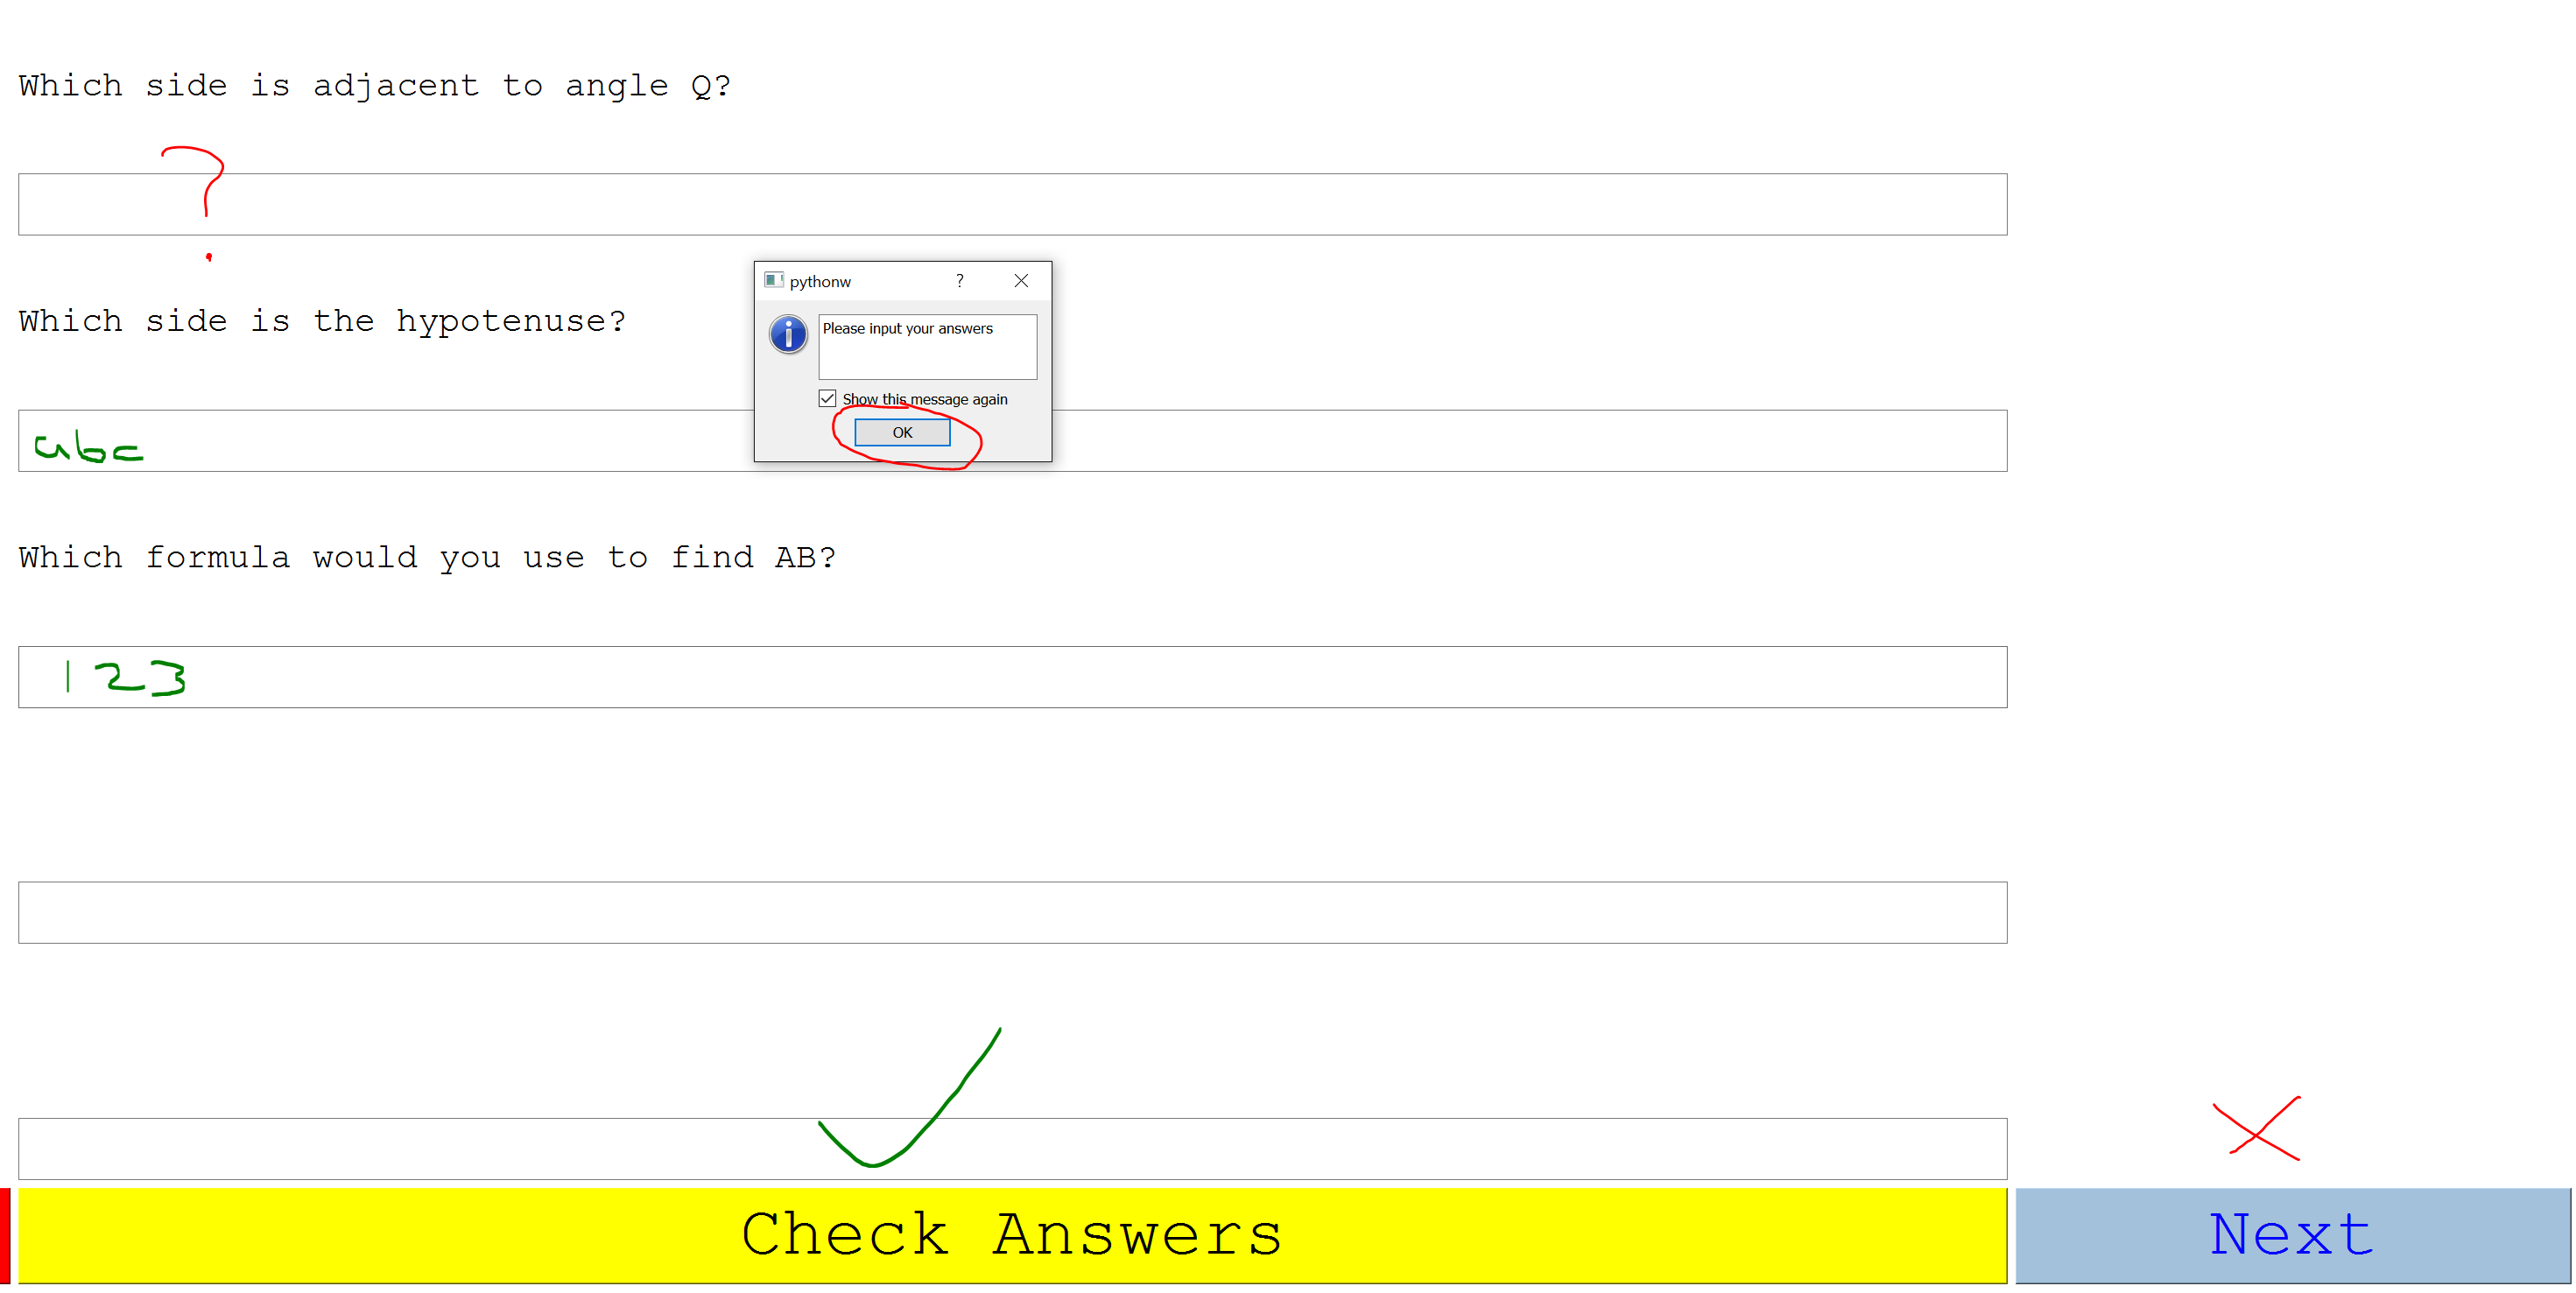 Which side is adjacent to angle Q?
?
pythonw
?
Which side is the hypotenuse?
Please input your answers
Show this message again
OK
abc
Which formula would you use to find AB?
123
Check Answers
Next